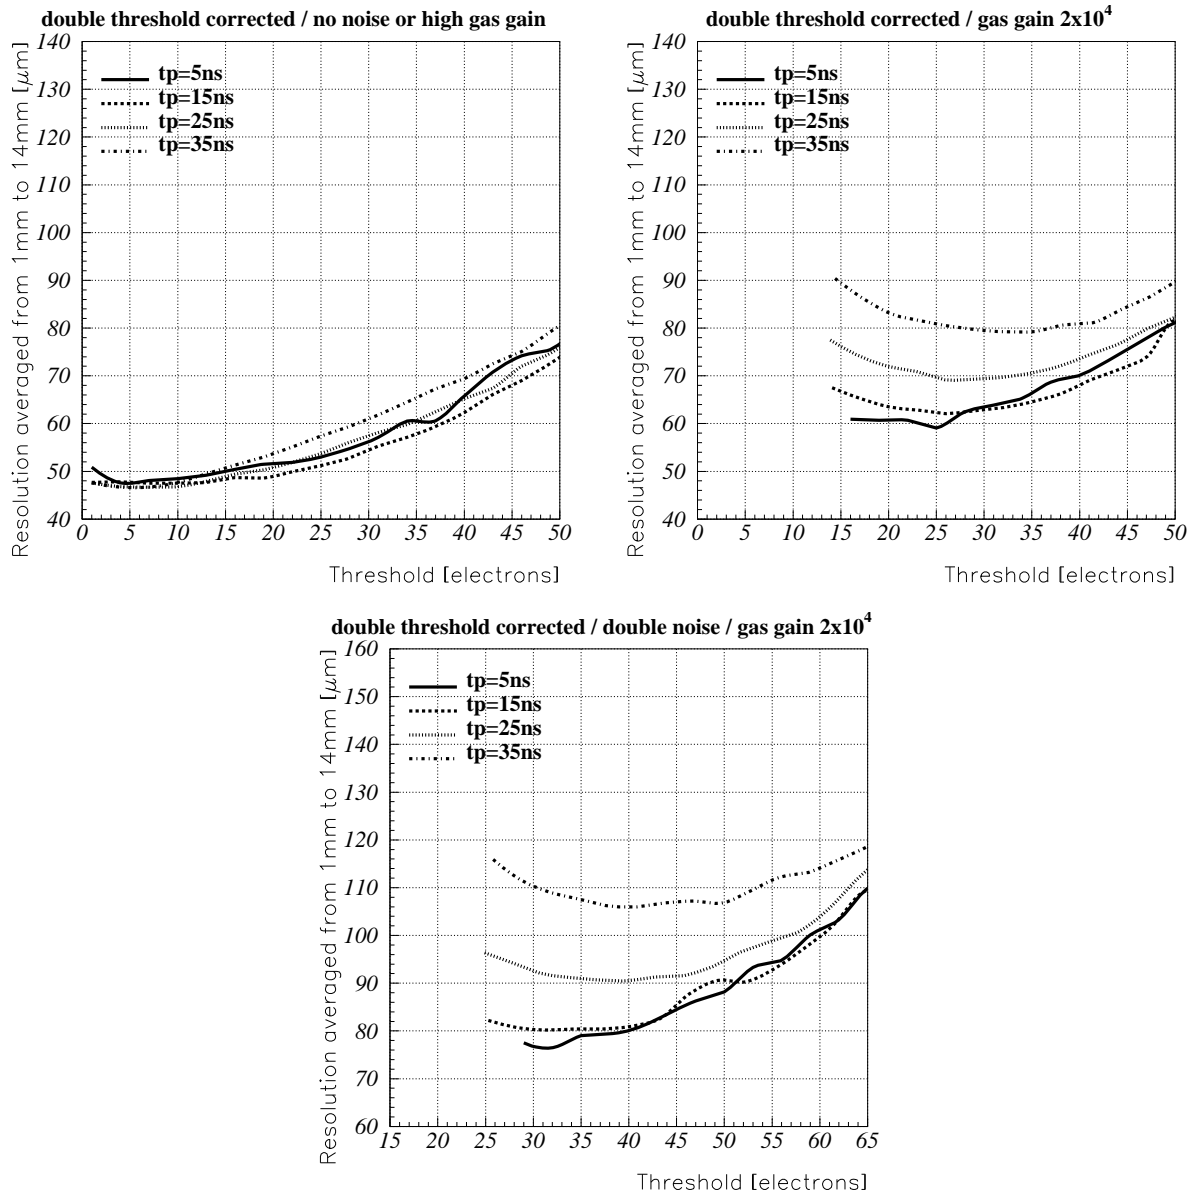 double threshold corrected / no noise or high gas gain
Resolution averaged from 1mm to 14mm [μm]
140
130
120
110
100
90
80
70
60
50
40
tp=5ns
tp=15ns
tp=25ns
tp=35ns
0 5 10 15 20 25 30 35 40 45 50
Threshold [electrons]
double threshold corrected / gas gain 2x10⁴
Resolution averaged from 1mm to 14mm [μm]
140
130
120
110
100
90
80
70
60
50
40
tp=5ns
tp=15ns
tp=25ns
tp=35ns
0 5 10 15 20 25 30 35 40 45 50
Threshold [electrons]
double threshold corrected / double noise / gas gain 2x10⁴
Resolution averaged from 1mm to 14mm [μm]
160
150
140
130
120
110
100
90
80
70
60
tp=5ns
tp=15ns
tp=25ns
tp=35ns
15 20 25 30 35 40 45 50 55 60 65
Threshold [electrons]